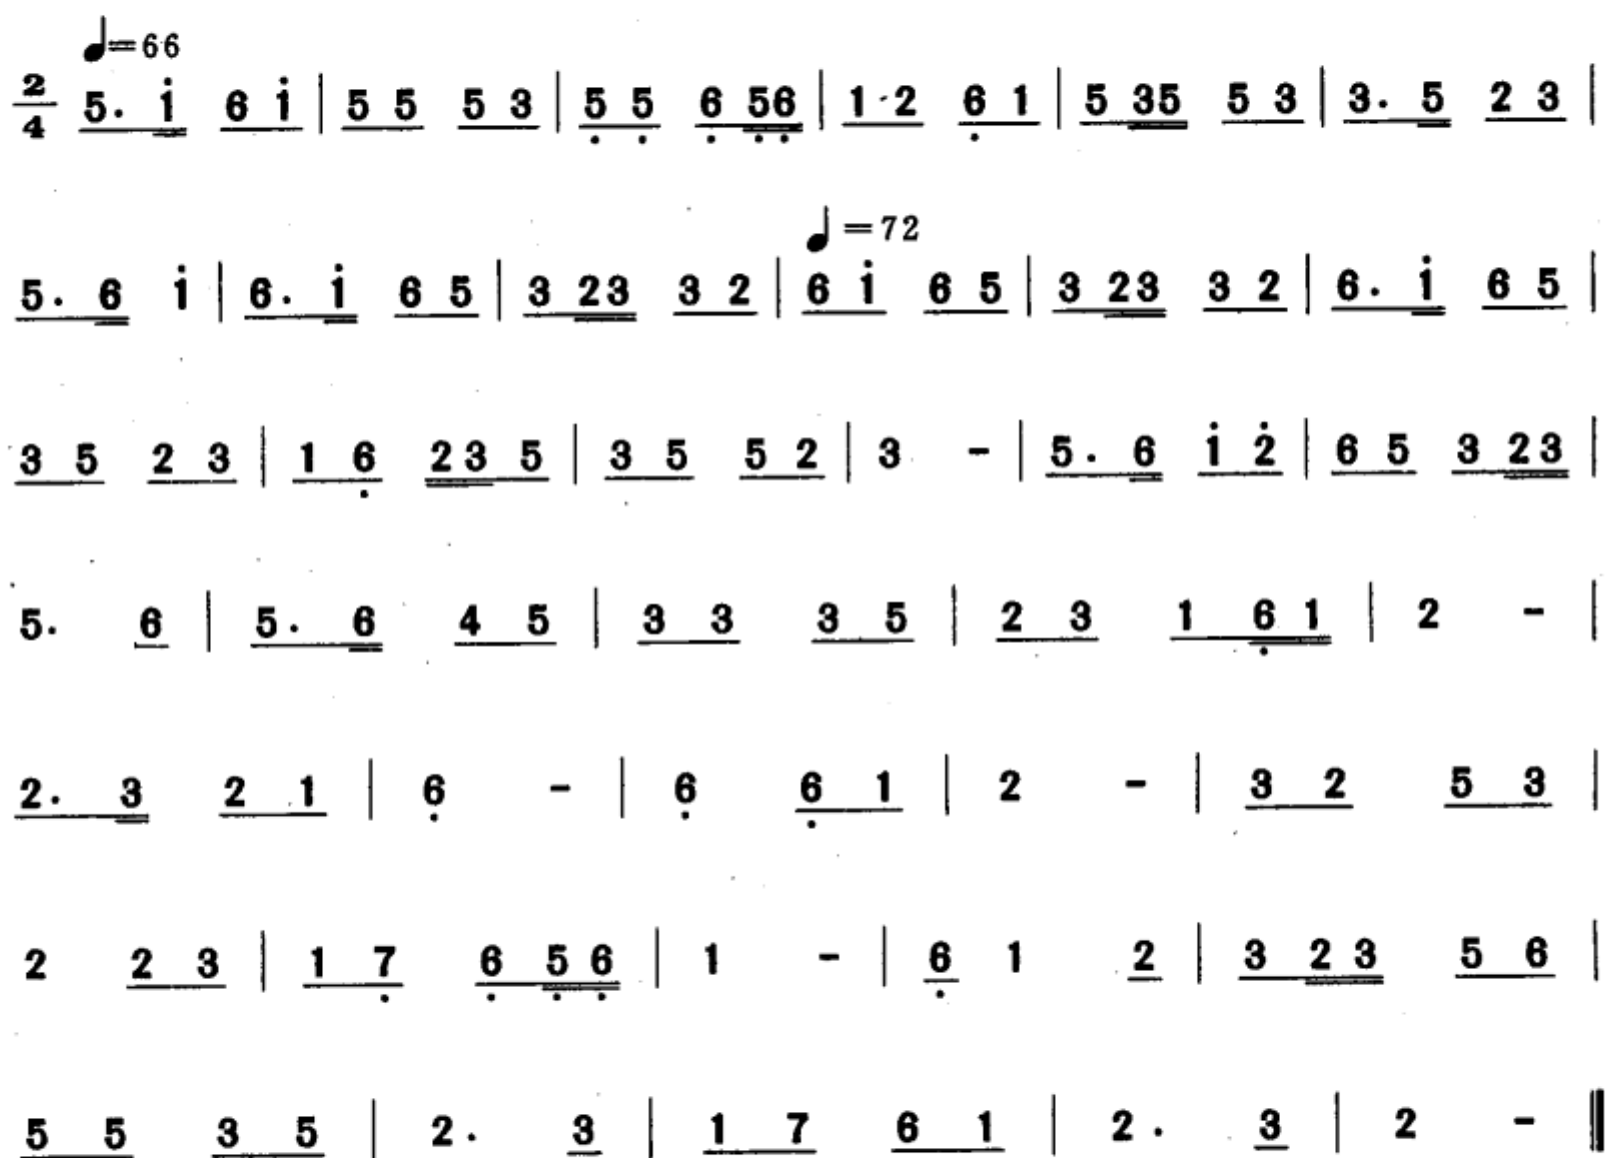 ♩=66
2/4 5. i̇ 6 i̇ | 5 5 5 3 | 5̣ 5̣ 6̣ 5̣6̣ | 1·2 6̣ 1 | 5 35 5 3 | 3. 5 2 3 |
♩=72
5. 6 i̇ | 6. i̇ 6 5 | 3 23 3 2 | 6 i̇ 6 5 | 3 23 3 2 | 6. i̇ 6 5 |
3 5 2 3 | 1 6̣ 23 5 | 3 5 5 2 | 3 - | 5. 6 i̇ 2̇ | 6 5 3 23 |
5. 6 | 5. 6 4 5 | 3 3 3 5 | 2 3 1 6̣ 1 | 2 - |
2. 3 2 1 | 6̣ - | 6̣ 6̣ 1 | 2 - | 3 2 5 3 |
2 2 3 | 1 7̣ 6̣ 5̣ 6̣ | 1 - | 6̣ 1 2 | 3 2 3 5 6 |
5 5 3 5 | 2. 3 | 1 7 6 1 | 2. 3 | 2 - ‖